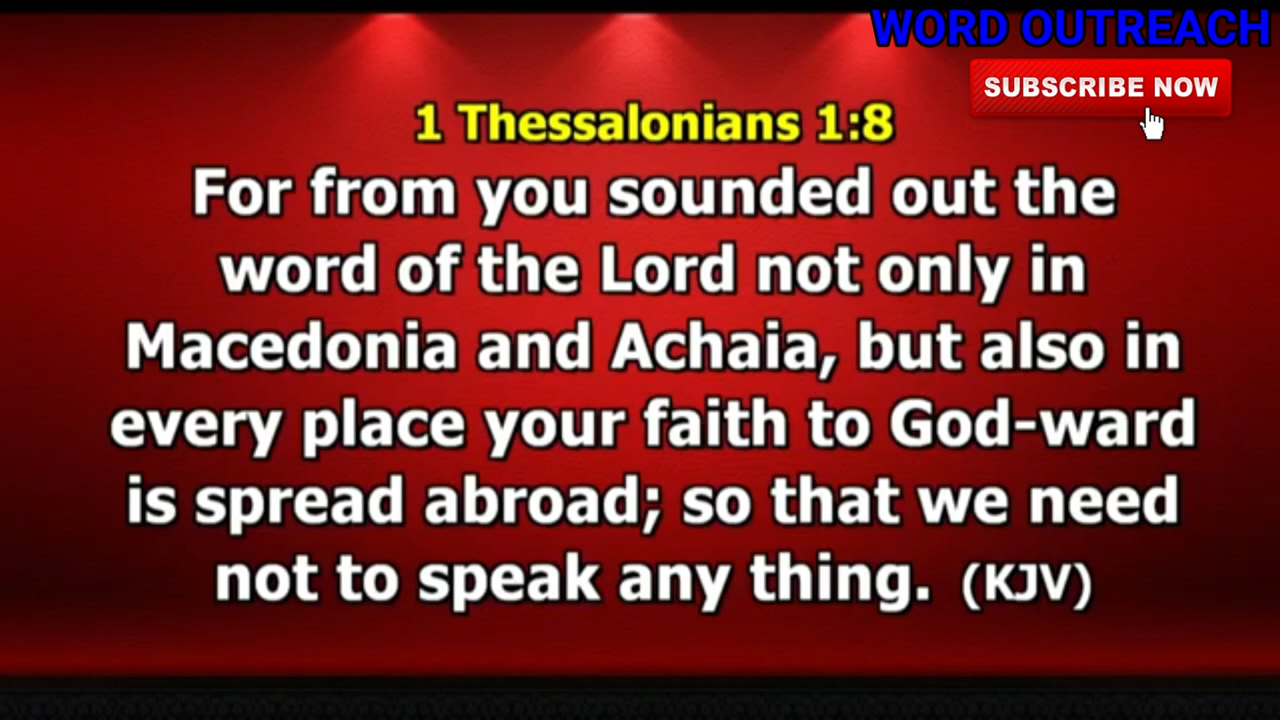 WORD OUTREACH
SUBSCRIBE NOW
1 Thessalonians 1:8
For from you sounded out the
word of the Lord not only in
Macedonia and Achaia, but also in
every place your faith to God-ward
is spread abroad; so that we need
not to speak any thing. (KJV)